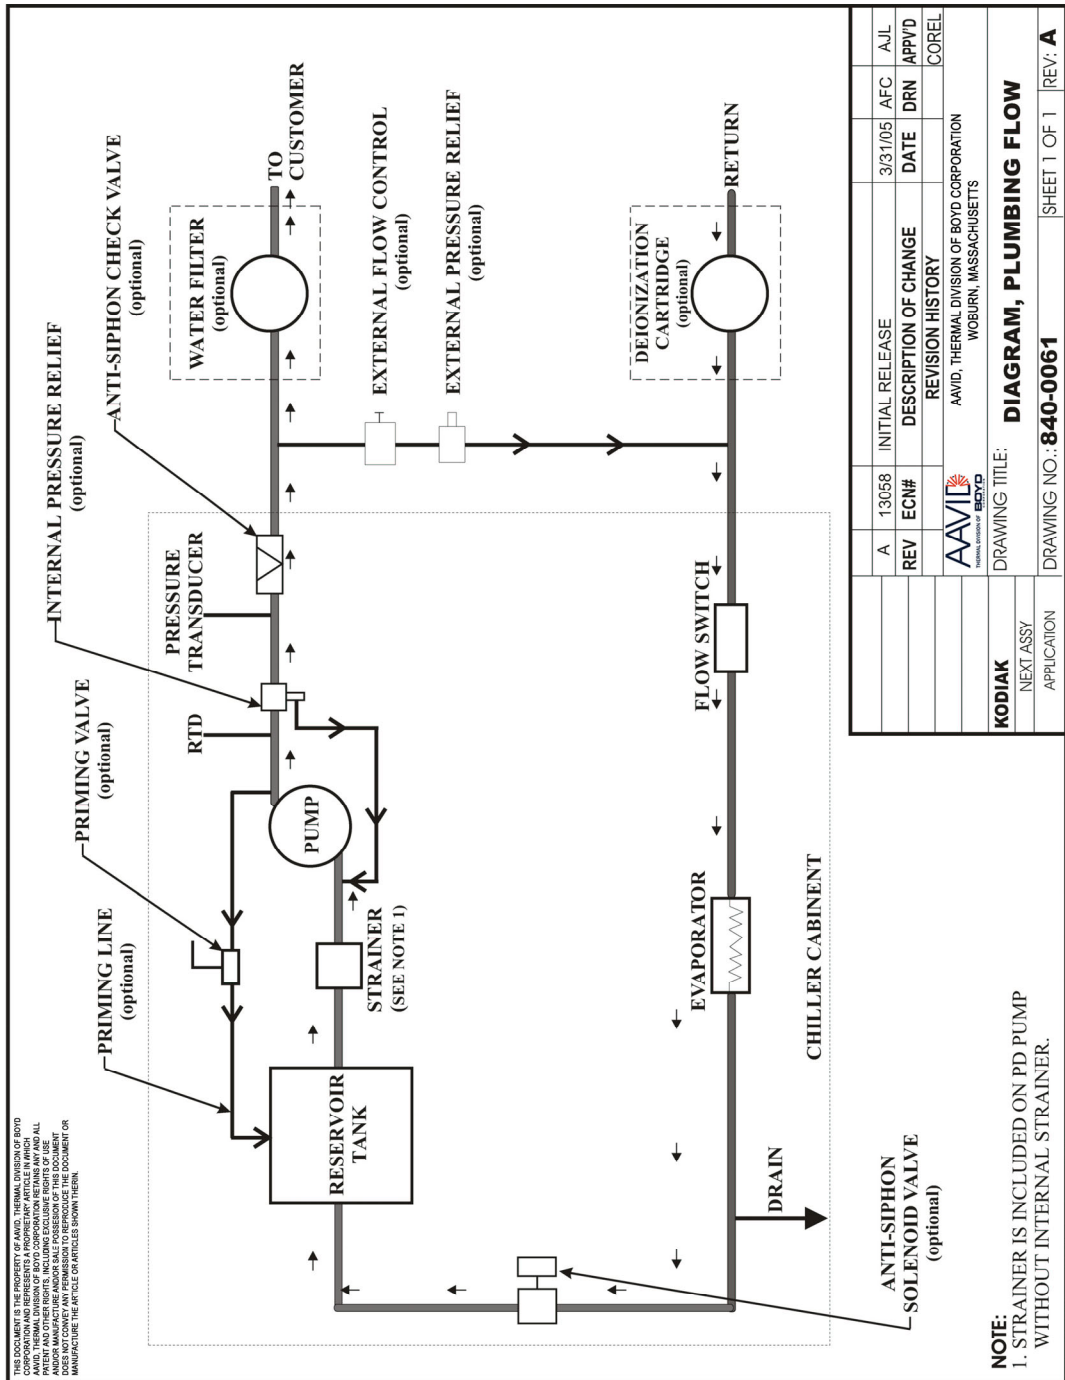 THIS DOCUMENT IS THE PROPERTY OF AAVID, THERMAL DIVISION OF BOYD
CORPORATION AND REPRESENTS A PROPRIETARY ARTICLE IN WHICH
AAVID, THERMAL DIVISION OF BOYD CORPORATION RETAINS ANY AND ALL
PATENT AND OTHER RIGHTS, INCLUDING EXCLUSIVE RIGHTS OF USE
AND/OR MANUFACTURE AND/OR SALE. POSSESSION OF THIS DOCUMENT
DOES NOT CONVEY ANY PERMISSION TO REPRODUCE THE DOCUMENT OR
MANUFACTURE THE ARTICLE OR ARTICLES SHOWN THERIN.
PRIMING LINE
(optional)
PRIMING VALVE
(optional)
INTERNAL PRESSURE RELIEF
(optional)
ANTI-SIPHON CHECK VALVE
(optional)
RTD
PRESSURE
TRANSDUCER
WATER FILTER
(optional)
TO
CUSTOMER
RESERVOIR
TANK
STRAINER
(SEE NOTE 1)
PUMP
EXTERNAL FLOW CONTROL
(optional)
EXTERNAL PRESSURE RELIEF
(optional)
DEIONIZATION
CARTRIDGE
(optional)
RETURN
EVAPORATOR
FLOW SWITCH
DRAIN
CHILLER CABINENT
ANTI-SIPHON
SOLENOID VALVE
(optional)
NOTE:
1. STRAINER IS INCLUDED ON PD PUMP
WITHOUT INTERNAL STRAINER.
A 13058 INITIAL RELEASE 3/31/05 AFC AJL
REV ECN# DESCRIPTION OF CHANGE DATE DRN APPV'D
REVISION HISTORY COREL
AAVID
THERMAL DIVISION OF BOYD
AAVID, THERMAL DIVISION OF BOYD CORPORATION
WOBURN, MASSACHUSETTS
KODIAK
NEXT ASSY
APPLICATION
DRAWING TITLE:
DIAGRAM, PLUMBING FLOW
DRAWING NO.: 840-0061 SHEET 1 OF 1 REV: A